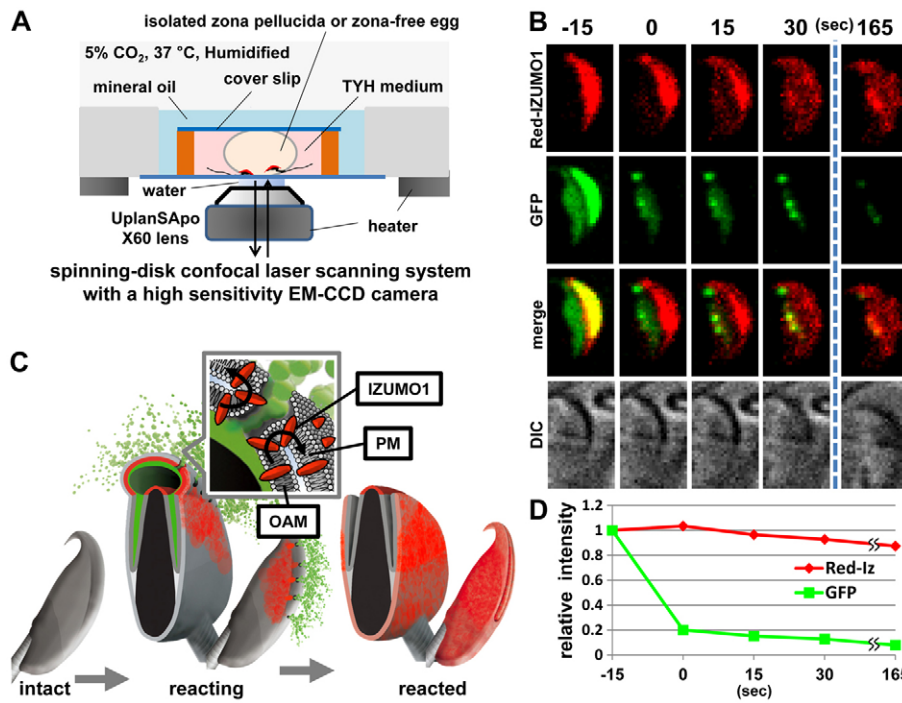 A
isolated zona pellucida or zona-free egg
5% CO2, 37 °C, Humidified
cover slip
mineral oil
TYH medium
water
UplanSApo
X60 lens
heater
spinning-disk confocal laser scanning system
with a high sensitivity EM-CCD camera
B
-15 0 15 30 (sec) 165
Red-IZUMO1
GFP
merge
DIC
C
IZUMO1
PM
OAM
intact
reacting
reacted
D
relative intensity
1.2
1
0.8
0.6
0.4
0.2
0
Red-Iz
GFP
-15 0 15 30 165
(sec)